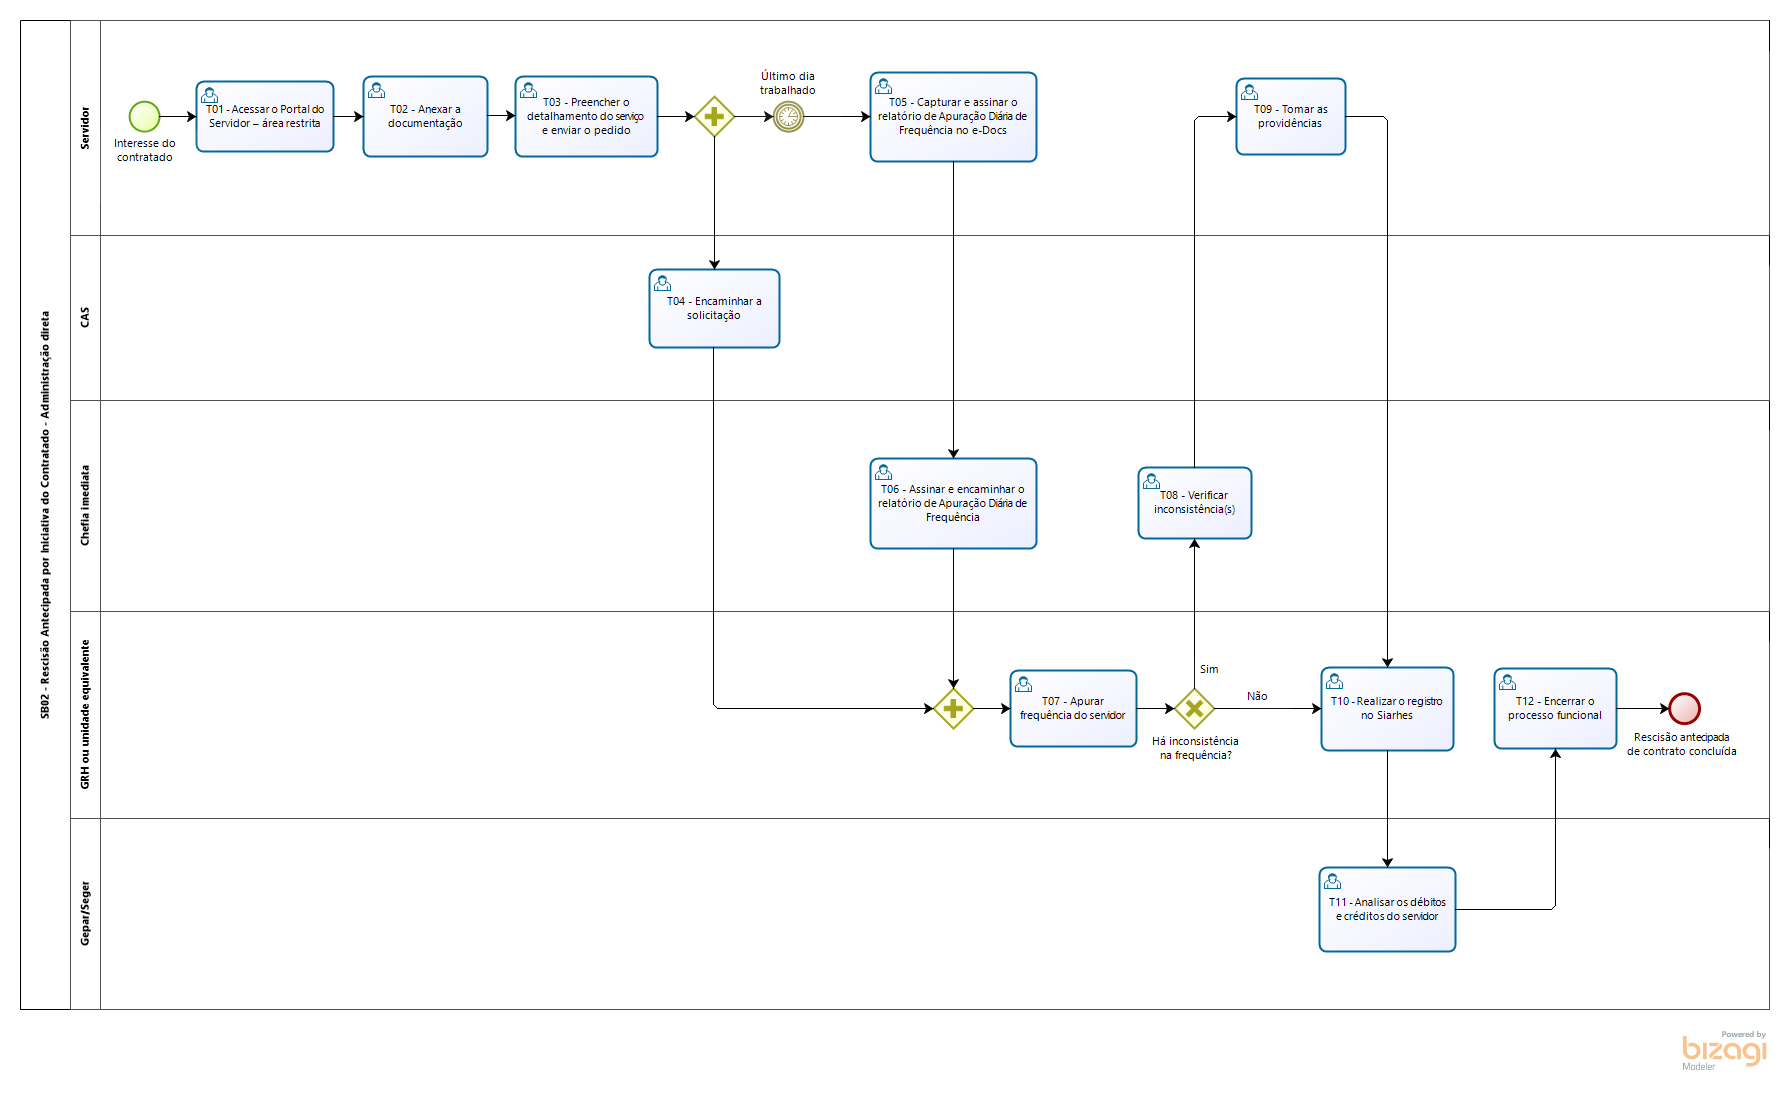 SB02 - Rescisão Antecipada por Iniciativa do Contratado - Administração direta
Servidor
Interesse do
contratado
T01 - Acessar o Portal do
Servidor – área restrita
T02 - Anexar a
documentação
T03 - Preencher o
detalhamento do serviço
e enviar o pedido
Último dia
trabalhado
T05 - Capturar e assinar o
relatório de Apuração Diária de
Frequência no e-Docs
T09 - Tomar as
providências
CAS
T04 - Encaminhar a
solicitação
Chefia imediata
T06 - Assinar e encaminhar o
relatório de Apuração Diária de
Frequência
T08 - Verificar
inconsistência(s)
GRH ou unidade equivalente
T07 - Apurar
frequência do servidor
Sim
Não
Há inconsistência
na frequência?
T10 - Realizar o registro
no Siarhes
T12 - Encerrar o
processo funcional
Rescisão antecipada
de contrato concluída
Gepar/Seger
T11 - Analisar os débitos
e créditos do servidor
Powered by
bizagi
Modeler